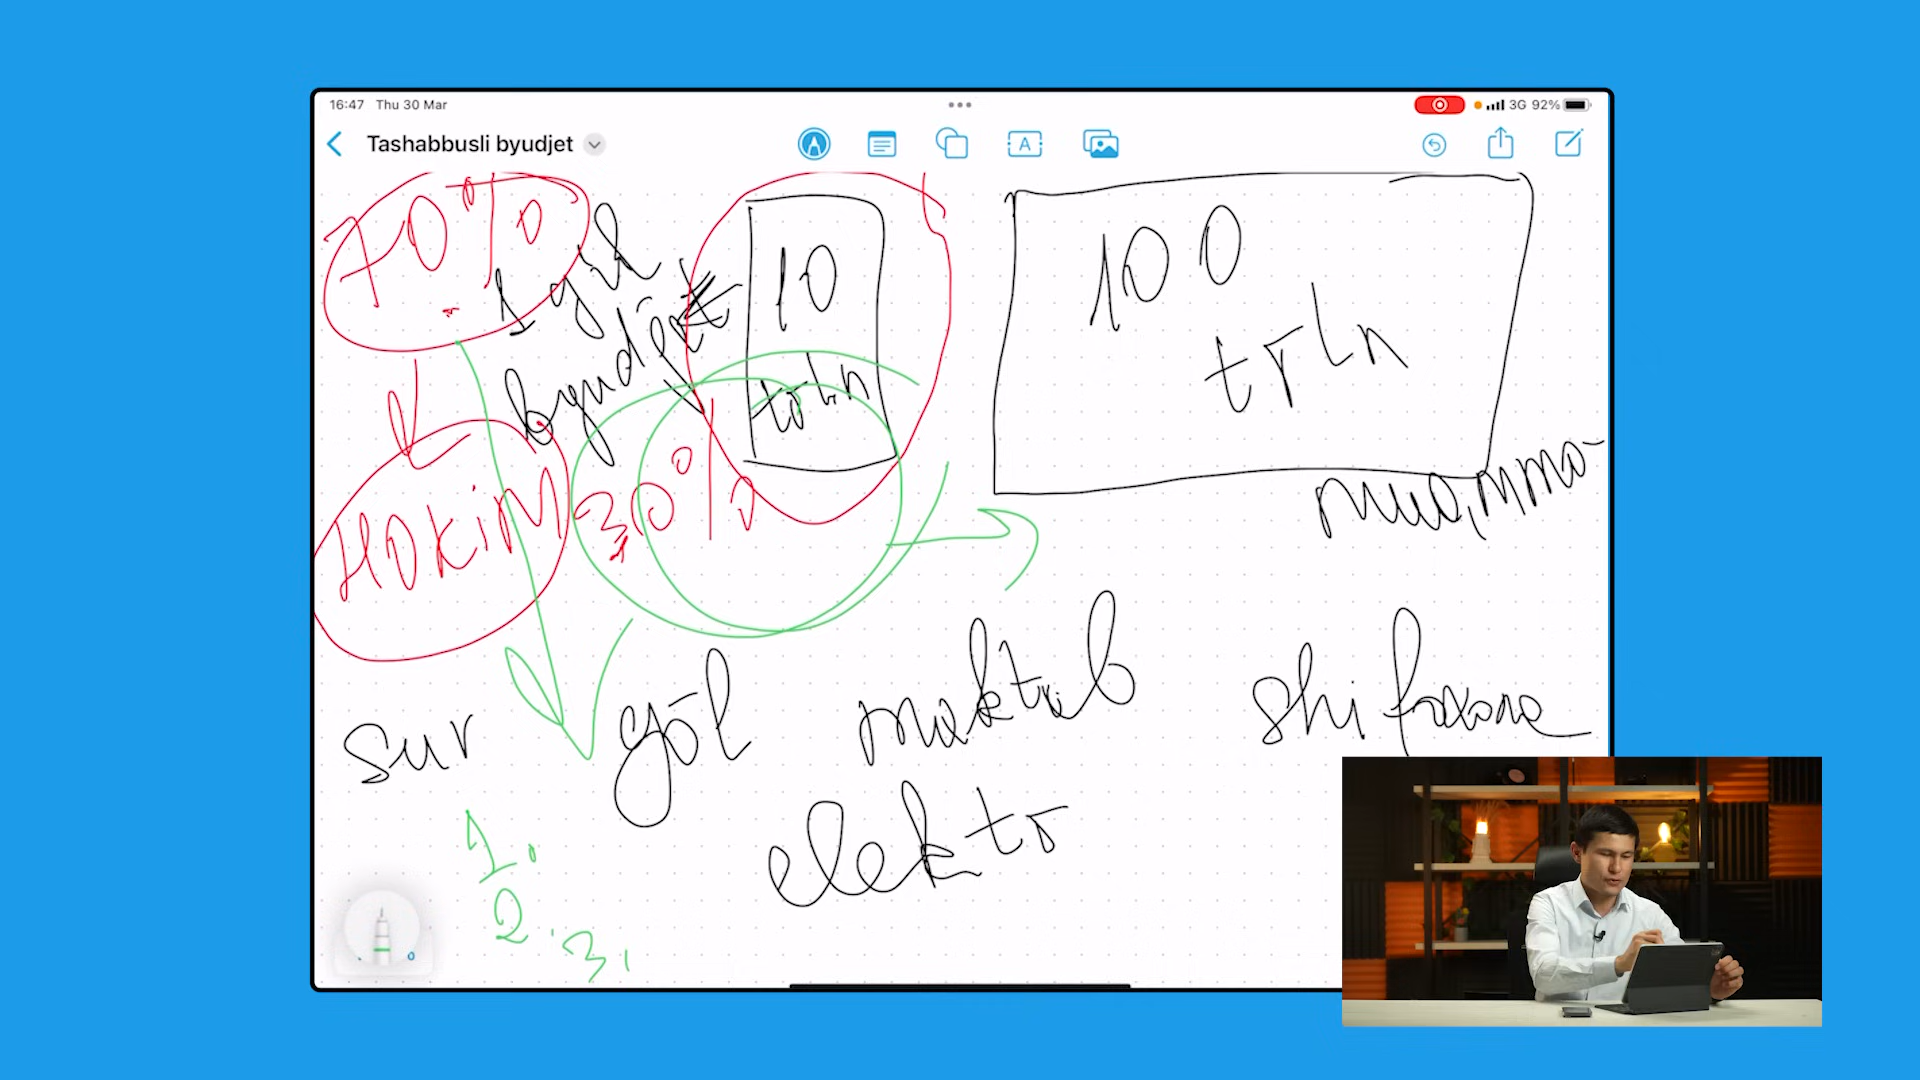 16:47 Thu 30 Mar
3G 92%
Tashabbusli byudjet
A
70%
1 yil
byudjet
10
trln
100
trln
muammo-
HOKiM
30%
suv
yo'l
maktab
shifoxona
elektr
1.
2.
3.